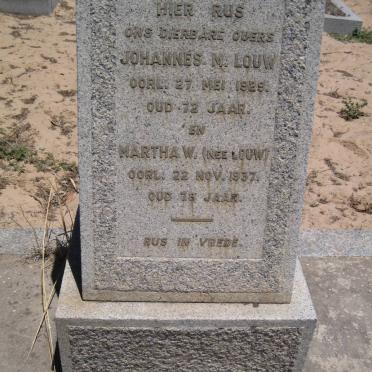 HIER RUS
ONS DIERBARE OUERS
JOHANNES M. LOUW
OORL. 27 MEI 1929.
OUD 72 JAAR.
EN
MARTHA W. (NEE LOUW)
OORL. 22 NOV. 1937.
OUD 75 JAAR.
RUS IN VREDE.